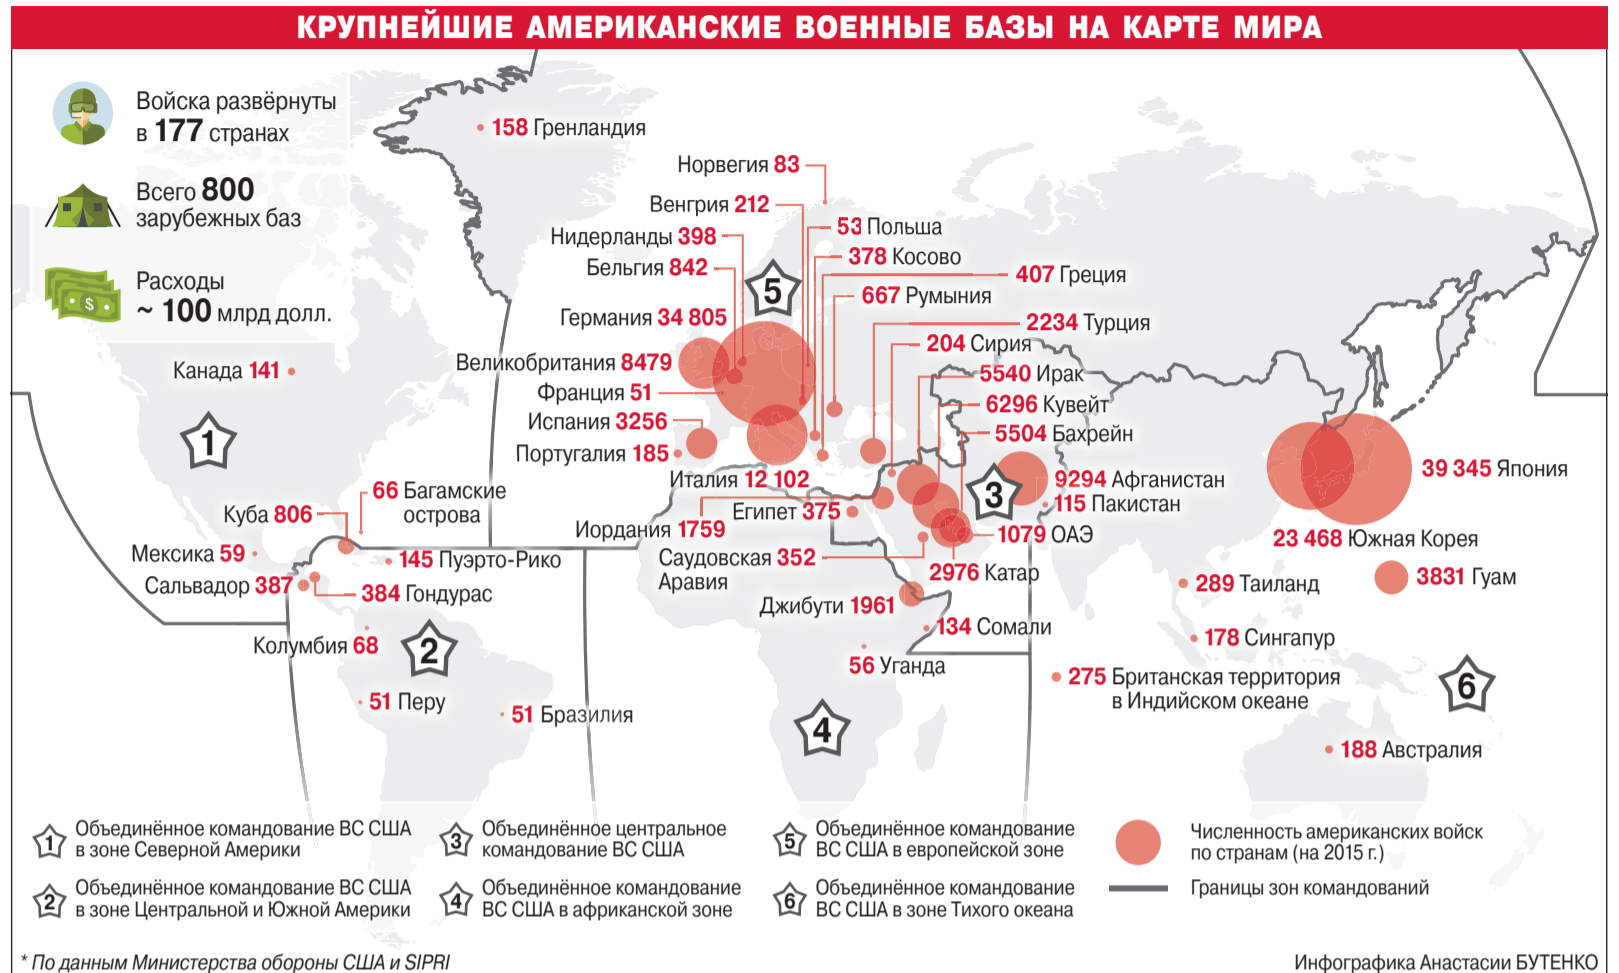 КРУПНЕЙШИЕ АМЕРИКАНСКИЕ ВОЕННЫЕ БАЗЫ НА КАРТЕ МИРА
Войска развёрнуты
в 177 странах
Всего 800
зарубежных баз
$
Расходы
~ 100 млрд долл.
158 Гренландия
Норвегия 83
Венгрия 212
53 Польша
Нидерланды 398
378 Косово
Бельгия 842
407 Греция
5
667 Румыния
Германия 34 805
2234 Турция
204 Сирия
Великобритания 8479
5540 Ирак
Франция 51
6296 Кувейт
Испания 3256
5504 Бахрейн
Португалия 185
Италия 12 102
3
9294 Афганистан
115 Пакистан
Египет 375
Иордания 1759
1079 ОАЭ
Саудовская 352
Аравия
2976 Катар
Джибути 1961
134 Сомали
56 Уганда
4
Канада 141
1
66 Багамские
острова
Куба 806
Мексика 59
145 Пуэрто-Рико
Сальвадор 387
384 Гондурас
Колумбия 68
2
51 Перу
51 Бразилия
39 345 Япония
23 468 Южная Корея
3831 Гуам
289 Таиланд
178 Сингапур
275 Британская территория
в Индийском океане
6
188 Австралия
1 Объединённое командование ВС США
в зоне Северной Америки
2 Объединённое командование ВС США
в зоне Центральной и Южной Америки
3 Объединённое центральное
командование ВС США
4 Объединённое командование
ВС США в африканской зоне
5 Объединённое командование
ВС США в европейской зоне
6 Объединённое командование
ВС США в зоне Тихого океана
Численность американских войск
по странам (на 2015 г.)
Границы зон командований
* По данным Министерства обороны США и SIPRI
Инфографика Анастасии БУТЕНКО